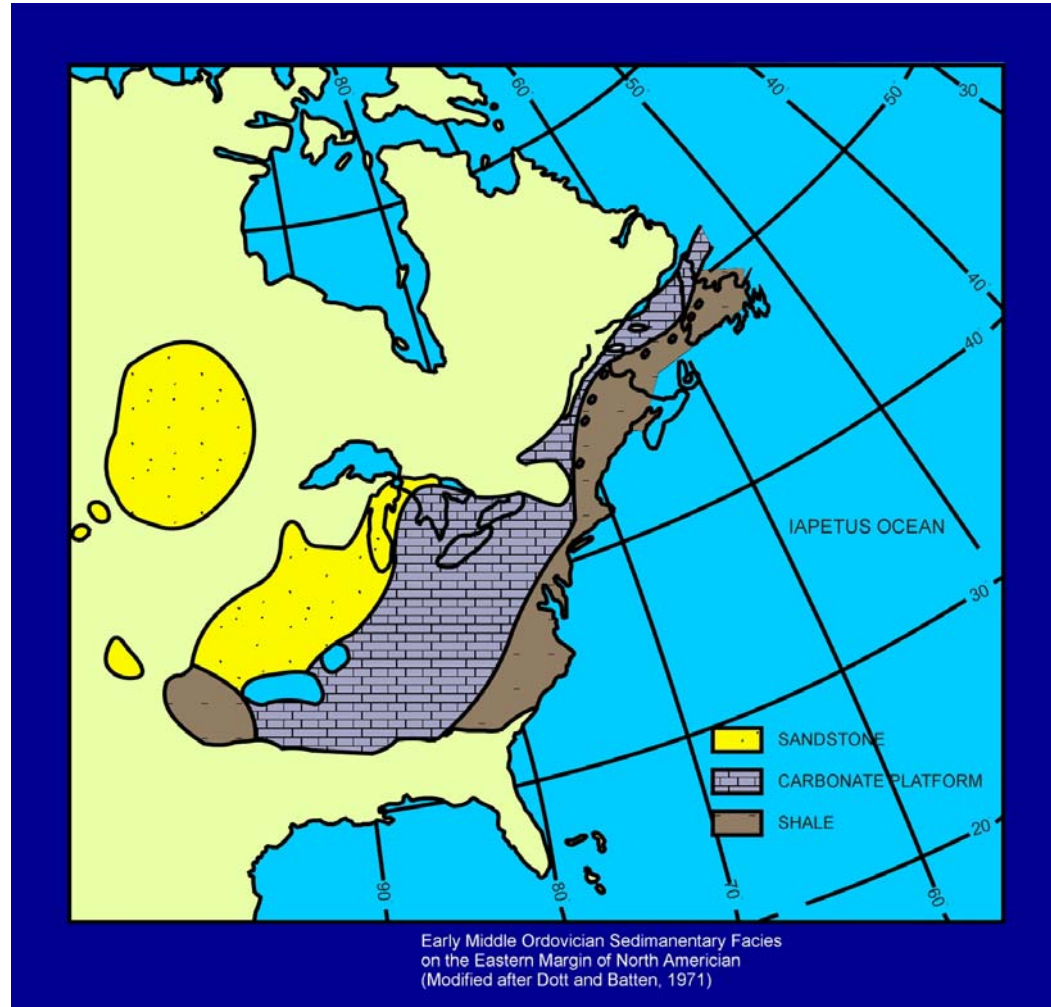 80
60°
50°
40°
50
30
40°
40
IAPETUS OCEAN
30
SANDSTONE
CARBONATE PLATFORM
SHALE
20
90
80
70
60
Early Middle Ordovician Sedimanentary Facies
on the Eastern Margin of North Americian
(Modified after Dott and Batten, 1971)